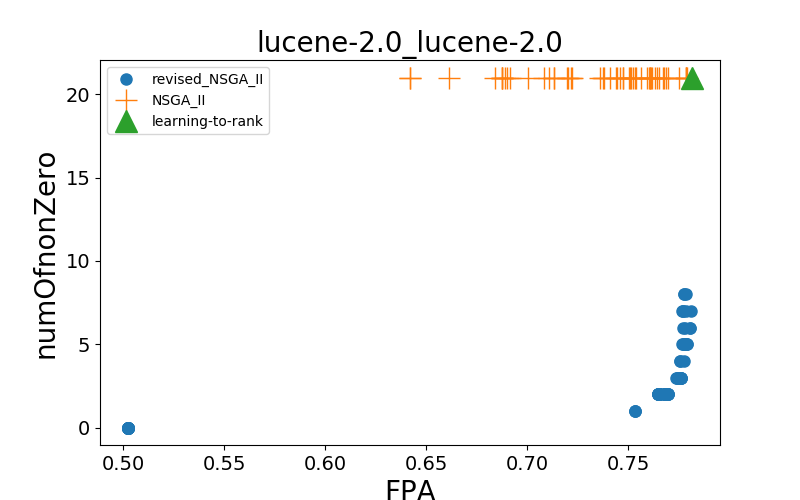 lucene-2.0_lucene-2.0
revised_NSGA_II
NSGA_II
learning-to-rank
numOfnonZero
20
15
10
5
0
0.50 0.55 0.60 0.65 0.70 0.75
FPA